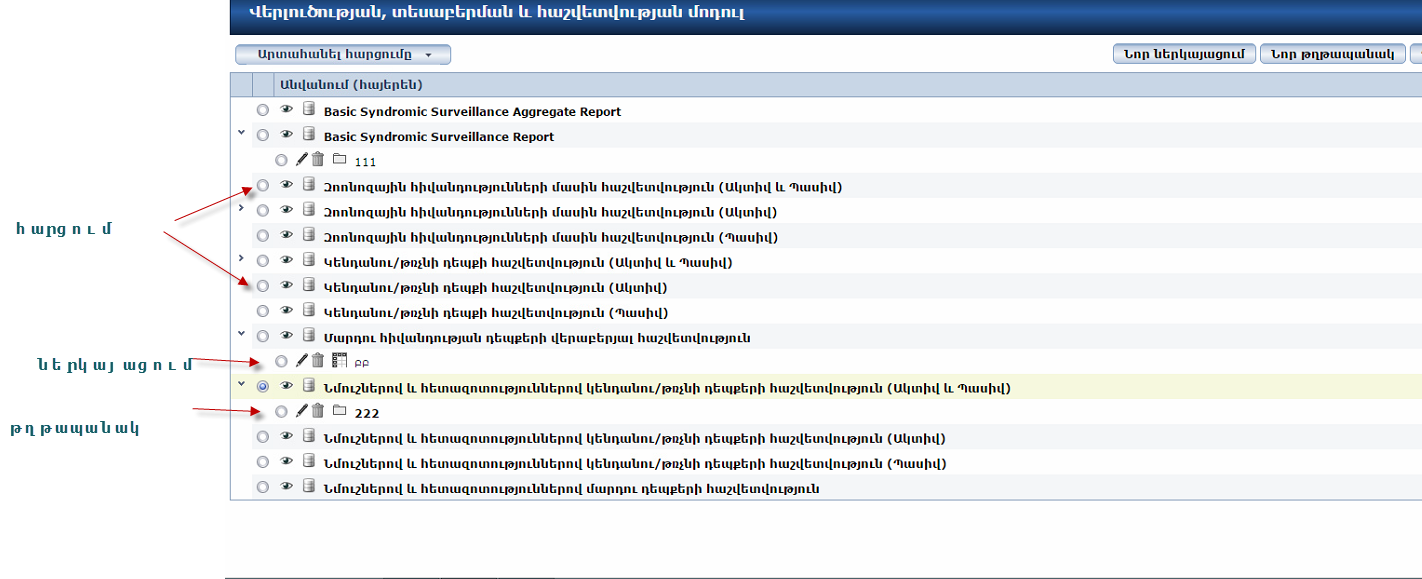 Վերլուծության, տեսաբերման և հաշվետվության մոդուլ
Արտահանել հարցումը
Նոր ներկայացում
Նոր թղթապանակ
Անվանում (հայերեն)
Basic Syndromic Surveillance Aggregate Report
Basic Syndromic Surveillance Report
111
Զոոնոզային հիվանդությունների մասին հաշվետվություն (Ակտիվ և Պասիվ)
Զոոնոզային հիվանդությունների մասին հաշվետվություն (Ակտիվ)
հարցում
Զոոնոզային հիվանդությունների մասին հաշվետվություն (Պասիվ)
Կենդանու/թռչնի դեպքի հաշվետվություն (Ակտիվ և Պասիվ)
Կենդանու/թռչնի դեպքի հաշվետվություն (Ակտիվ)
Կենդանու/թռչնի դեպքի հաշվետվություն (Պասիվ)
Մարդու հիվանդության դեպքերի վերաբերյալ հաշվետվություն
ներկայացում
բբ
Նմուշներով և հետազոտություններով կենդանու/թռչնի դեպքերի հաշվետվություն (Ակտիվ և Պասիվ)
222
թղթապանակ
Նմուշներով և հետազոտություններով կենդանու/թռչնի դեպքերի հաշվետվություն (Ակտիվ)
Նմուշներով և հետազոտություններով կենդանու/թռչնի դեպքերի հաշվետվություն (Պասիվ)
Նմուշներով և հետազոտություններով մարդու դեպքերի հաշվետվություն